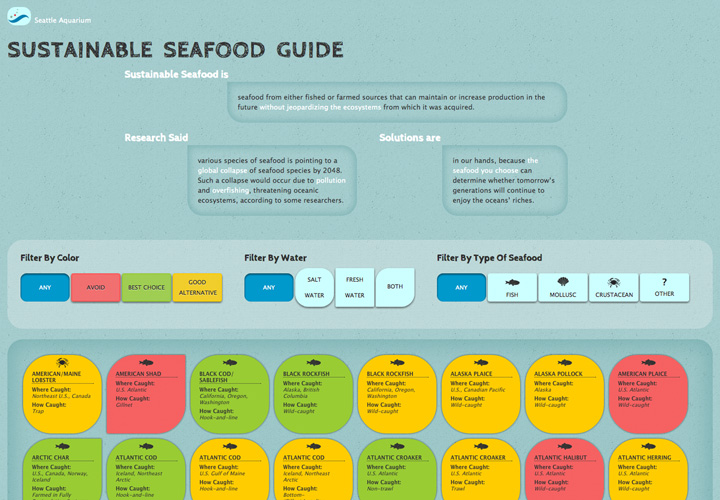 Seattle Aquarium
SUSTAINABLE SEAFOOD GUIDE
Sustainable Seafood is
seafood from either fished or farmed sources that can maintain or increase production in the
future without jeopardizing the ecosystems from which it was acquired.
Research Said
various species of seafood is pointing to a
global collapse of seafood species by 2048.
Such a collapse would occur due to pollution
and overfishing, threatening oceanic
ecosystems, according to some researchers.
Solutions are
in our hands, because the
seafood you choose can
determine whether tomorrow's
generations will continue to
enjoy the oceans' riches.
Filter By Color
ANY
AVOID
BEST CHOICE
GOOD
ALTERNATIVE
Filter By Water
ANY
SALT
WATER
FRESH
WATER
BOTH
Filter By Type Of Seafood
ANY
FISH
MOLLUSC
CRUSTACEAN
?
OTHER
AMERICAN/MAINE
LOBSTER
Where Caught:
Northeast U.S., Canada
How Caught:
Trap
AMERICAN SHAD
Where Caught:
U.S. Atlantic
How Caught:
Gillnet
BLACK COD/
SABLEFISH
Where Caught:
California, Oregon,
Washington
How Caught:
Hook-and-line
BLACK ROCKFISH
Where Caught:
Alaska, British
Columbia
How Caught:
Wild-caught
BLACK ROCKFISH
Where Caught:
California, Oregon,
Washington
How Caught:
Wild-caught
ALASKA PLAICE
Where Caught:
U.S., Canadian Pacific
How Caught:
Wild-caught
ALASKA POLLOCK
Where Caught:
Alaska
How Caught:
Wild-caught
AMERICAN PLAICE
Where Caught:
U.S. Atlantic
How Caught:
Wild-caught
ARCTIC CHAR
Where Caught:
U.S., Canada, Norway,
Iceland
How Caught:
Farmed in Fully
ATLANTIC COD
Where Caught:
Iceland, Northeast
Arctic
How Caught:
Hook-and-line
ATLANTIC COD
Where Caught:
U.S. Gulf of Maine
How Caught:
Hook-and-line
ATLANTIC COD
Where Caught:
Iceland, Northeast
Arctic
How Caught:
Bottom-
ATLANTIC CROAKER
Where Caught:
U.S. Atlantic
How Caught:
Non-trawl
ATLANTIC CROAKER
Where Caught:
U.S. Atlantic
How Caught:
Trawl
ATLANTIC HALIBUT
Where Caught:
U.S. Atlantic
How Caught:
Wild-caught
ATLANTIC HERRING
Where Caught:
U.S. Atlantic
How Caught:
Wild-caught